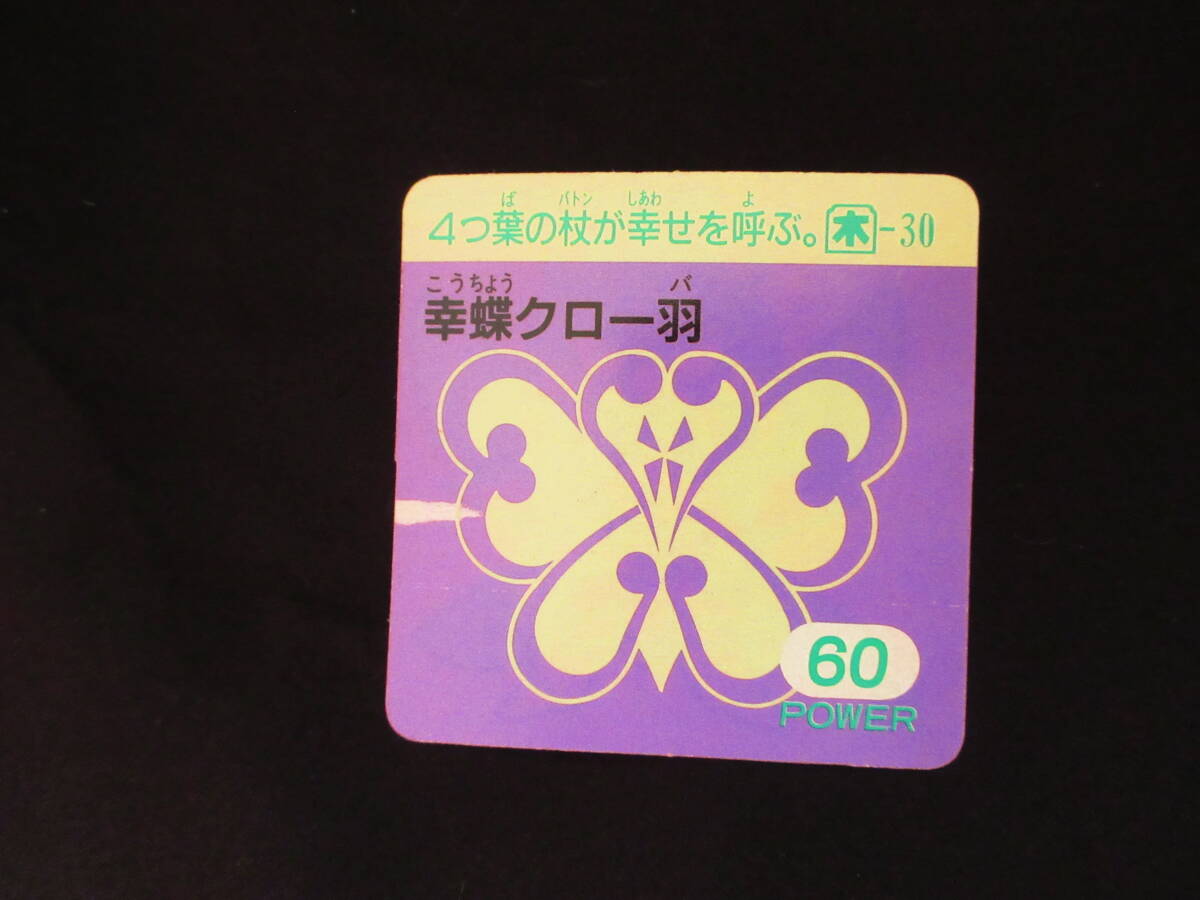 ば バトン しあわ よ
4つ葉の杖が幸せを呼ぶ。木-30
こうちょう バ
幸蝶クロー羽
60
POWER